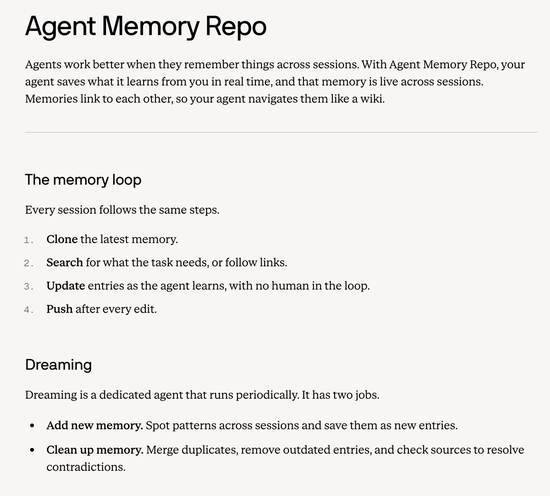 Agent Memory Repo
Agents work better when they remember things across sessions. With Agent Memory Repo, your
agent saves what it learns from you in real time, and that memory is live across sessions.
Memories link to each other, so your agent navigates them like a wiki.
The memory loop
Every session follows the same steps.
1. Clone the latest memory.
2. Search for what the task needs, or follow links.
3. Update entries as the agent learns, with no human in the loop.
4. Push after every edit.
Dreaming
Dreaming is a dedicated agent that runs periodically. It has two jobs.
• Add new memory. Spot patterns across sessions and save them as new entries.
• Clean up memory. Merge duplicates, remove outdated entries, and check sources to resolve
contradictions.